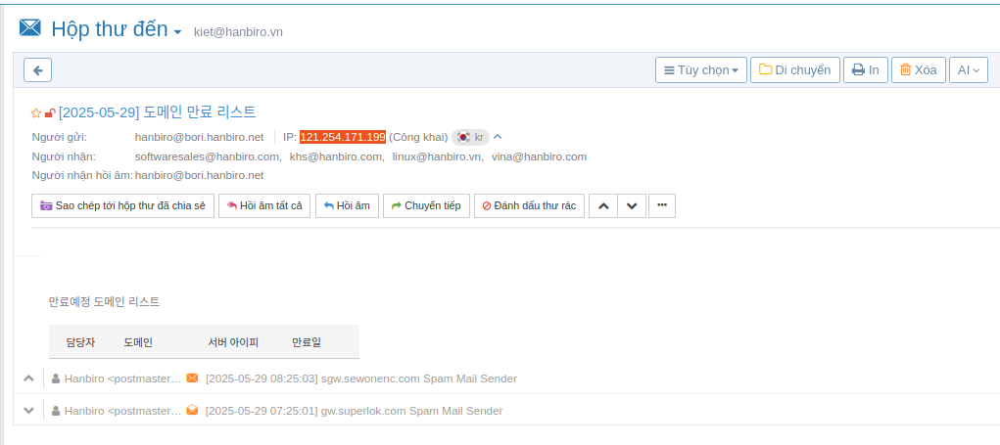 Hộp thư đến kiet@hanbiro.vn
Tùy chọn Di chuyển In Xóa AI
[2025-05-29] 도메인 만료 리스트
Người gửi: hanbiro@bori.hanbiro.net IP: 121.254.171.199 (Công khai) kr
Người nhận: softwaresales@hanbiro.com, khs@hanbiro.com, linux@hanbiro.vn, vina@hanbiro.com
Người nhận hồi âm: hanbiro@bori.hanbiro.net
Sao chép tới hộp thư đã chia sẻ Hồi âm tất cả Hồi âm Chuyển tiếp Đánh dấu thư rác
만료예정 도메인 리스트
담당자 도메인 서버 아이피 만료일
Hanbiro <postmaster... [2025-05-29 08:25:03] sgw.sewonenc.com Spam Mail Sender
Hanbiro <postmaster... [2025-05-29 07:25:01] gw.superlok.com Spam Mail Sender